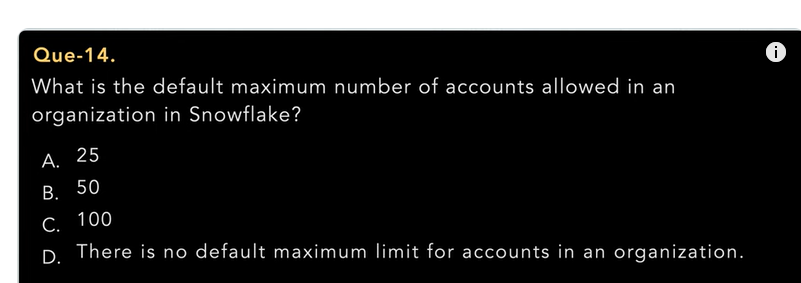 Que-14.
What is the default maximum number of accounts allowed in an
organization in Snowflake?
A. 25
B. 50
C. 100
D. There is no default maximum limit for accounts in an organization.